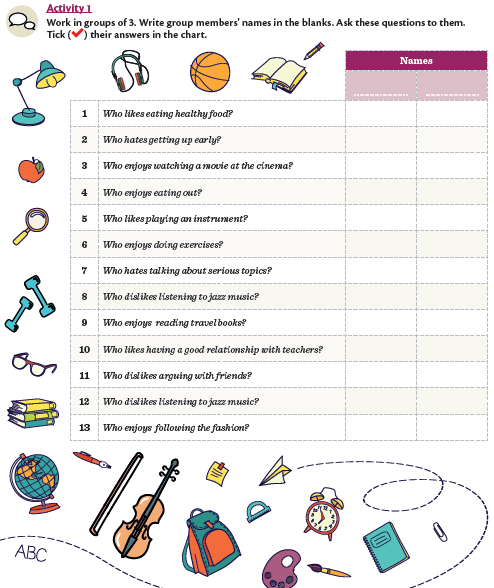 Activity 1
Work in groups of 3. Write group members' names in the blanks. Ask these questions to them.
Tick (✓) their answers in the chart.
Names
1 Who likes eating healthy food?
2 Who hates getting up early?
3 Who enjoys watching a movie at the cinema?
4 Who enjoys eating out?
5 Who likes playing an instrument?
6 Who enjoys doing exercises?
7 Who hates talking about serious topics?
8 Who dislikes listening to jazz music?
9 Who enjoys reading travel books?
10 Who likes having a good relationship with teachers?
11 Who dislikes arguing with friends?
12 Who dislikes listening to jazz music?
13 Who enjoys following the fashion?
ABC